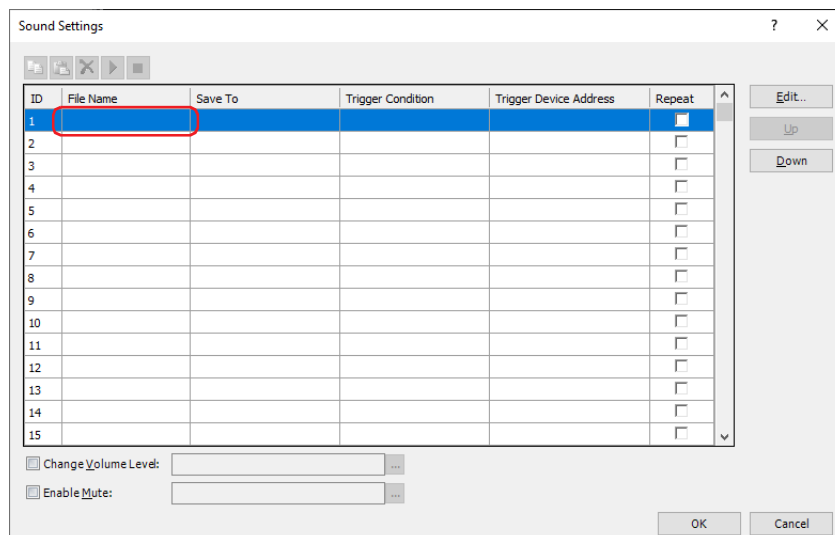 Sound Settings
?
ID File Name Save To Trigger Condition Trigger Device Address Repeat
1
2
3
4
5
6
7
8
9
10
11
12
13
14
15
Edit...
Up
Down
Change Volume Level: ...
Enable Mute: ...
OK Cancel